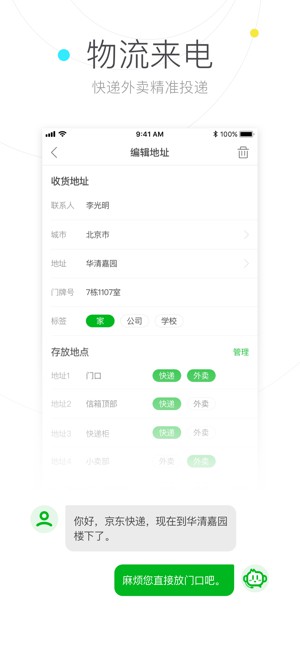 物流来电
快递外卖精准投递
9:41 AM
100%
编辑地址
收货地址
联系人 李光明
城市 北京市
地址 华清嘉园
门牌号 7栋1107室
标签 家 公司 学校
存放地点 管理
地址1 门口 快递 外卖
地址2 信箱顶部 快递 外卖
地址3 快递柜 快递 外卖
地址4 小卖部 外卖 外卖
你好，京东快递，现在到华清嘉园
楼下了。
麻烦您直接放门口吧。